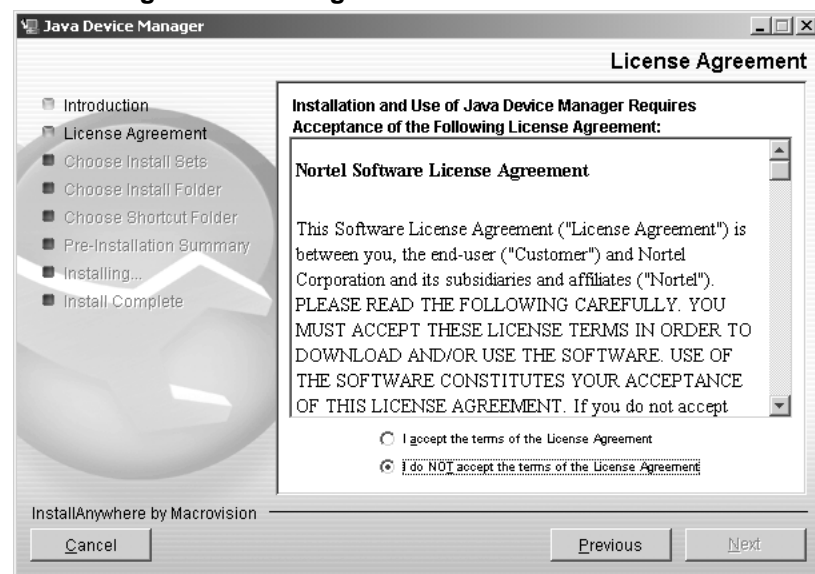 Java Device Manager
License Agreement
Introduction
License Agreement
Choose Install Sets
Choose Install Folder
Choose Shortcut Folder
Pre-Installation Summary
Installing...
Install Complete
Installation and Use of Java Device Manager Requires
Acceptance of the Following License Agreement:
Nortel Software License Agreement
This Software License Agreement ("License Agreement") is
between you, the end-user ("Customer") and Nortel
Corporation and its subsidiaries and affiliates ("Nortel").
PLEASE READ THE FOLLOWING CAREFULLY. YOU
MUST ACCEPT THESE LICENSE TERMS IN ORDER TO
DOWNLOAD AND/OR USE THE SOFTWARE. USE OF
THE SOFTWARE CONSTITUTES YOUR ACCEPTANCE
OF THIS LICENSE AGREEMENT. If you do not accept
I accept the terms of the License Agreement
I do NOT accept the terms of the License Agreement
InstallAnywhere by Macrovision
Cancel
Previous
Next